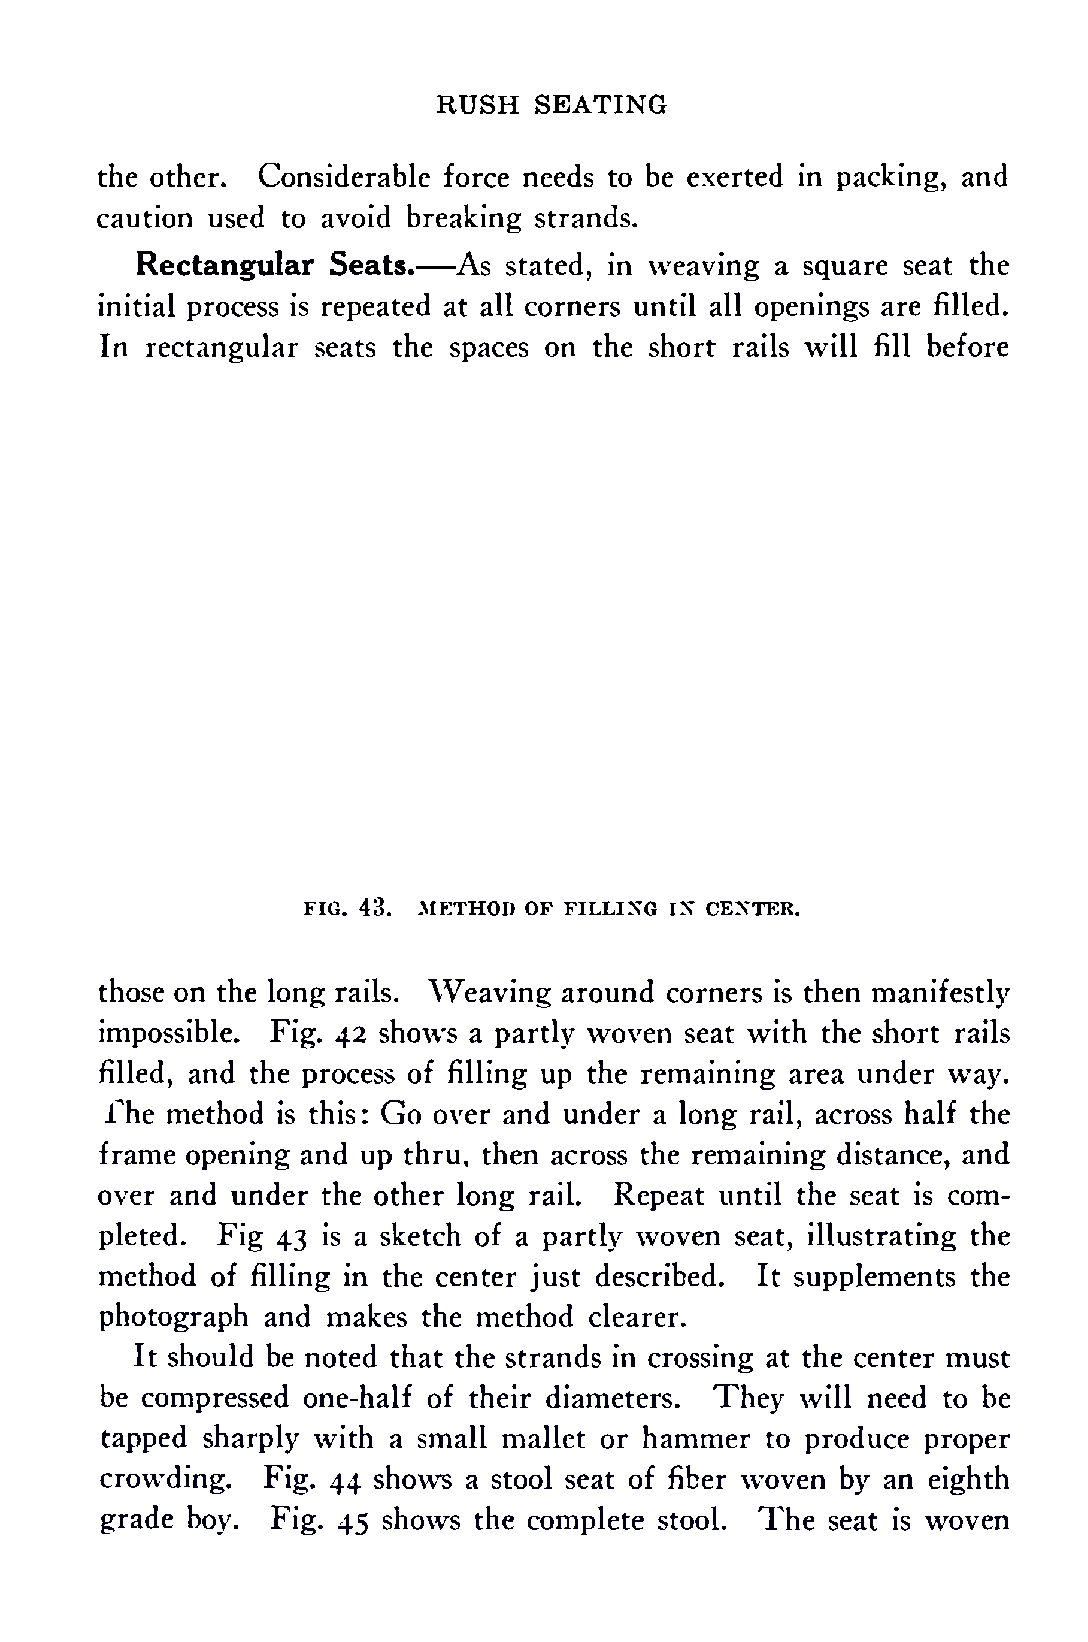 RUSH SEATING
the other. Considerable force needs to be exerted in packing, and
caution used to avoid breaking strands.
Rectangular Seats.—As stated, in weaving a square seat the
initial process is repeated at all corners until all openings are filled.
In rectangular seats the spaces on the short rails will fill before
FIG. 43. METHOD OF FILLING IN CENTER.
those on the long rails. Weaving around corners is then manifestly
impossible. Fig. 42 shows a partly woven seat with the short rails
filled, and the process of filling up the remaining area under way.
The method is this: Go over and under a long rail, across half the
frame opening and up thru, then across the remaining distance, and
over and under the other long rail. Repeat until the seat is com-
pleted. Fig 43 is a sketch of a partly woven seat, illustrating the
method of filling in the center just described. It supplements the
photograph and makes the method clearer.
It should be noted that the strands in crossing at the center must
be compressed one-half of their diameters. They will need to be
tapped sharply with a small mallet or hammer to produce proper
crowding. Fig. 44 shows a stool seat of fiber woven by an eighth
grade boy. Fig. 45 shows the complete stool. The seat is woven